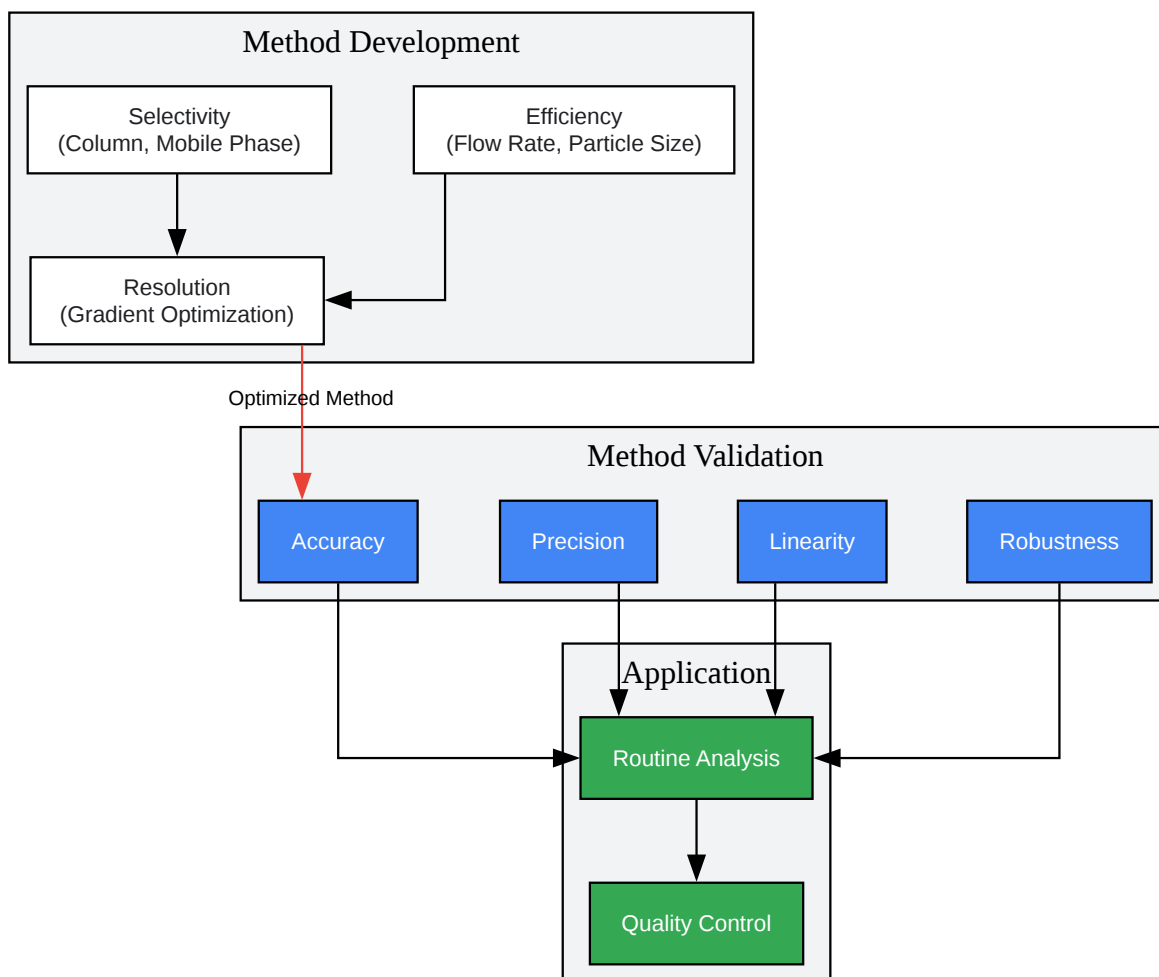 Method Development
Selectivity
(Column, Mobile Phase)
Efficiency
(Flow Rate, Particle Size)
Resolution
(Gradient Optimization)
Optimized Method
Method Validation
Accuracy
Precision
Linearity
Robustness
Application
Routine Analysis
Quality Control